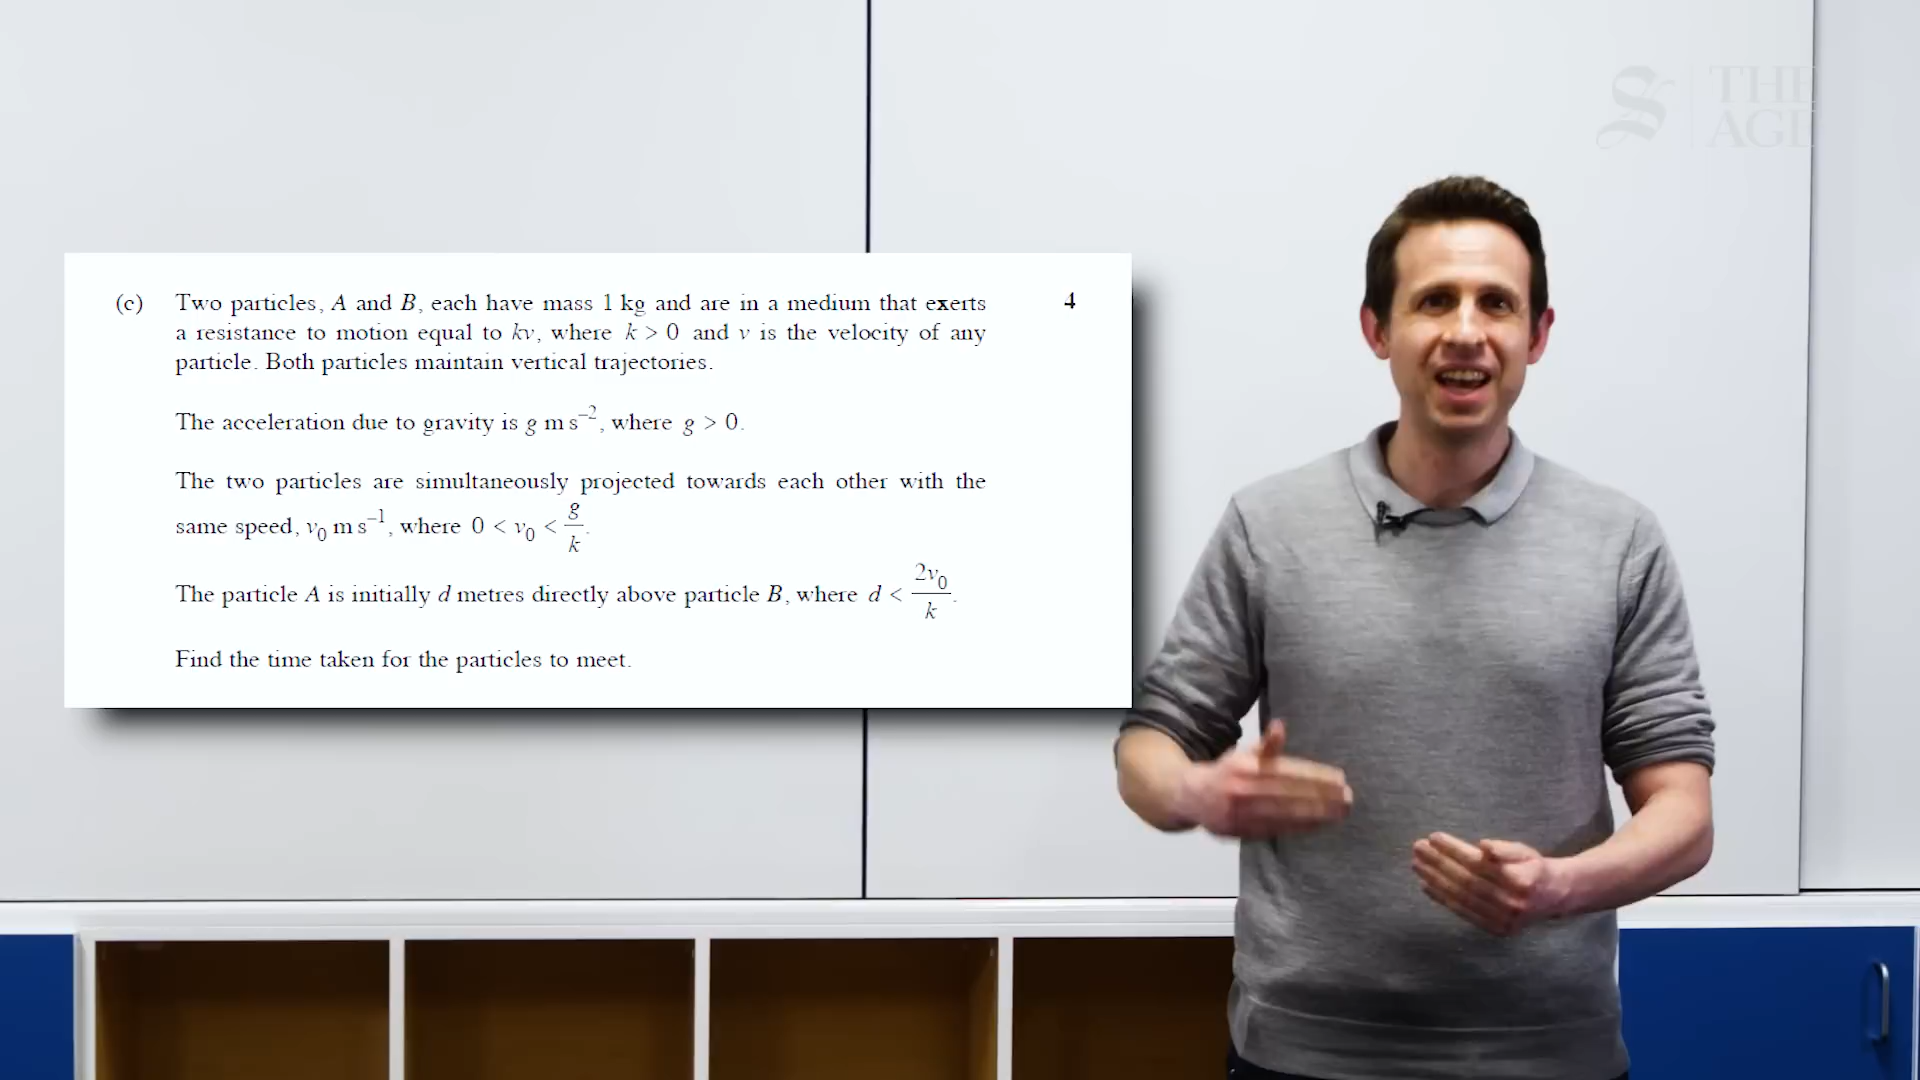 S THE
AGE
(c) Two particles, A and B, each have mass 1 kg and are in a medium that exerts 4
a resistance to motion equal to kv, where k > 0 and v is the velocity of any
particle. Both particles maintain vertical trajectories.
The acceleration due to gravity is g m s⁻², where g > 0.
The two particles are simultaneously projected towards each other with the
same speed, v₀ m s⁻¹, where 0 < v₀ < g/k.
The particle A is initially d metres directly above particle B, where d < 2v₀/k.
Find the time taken for the particles to meet.